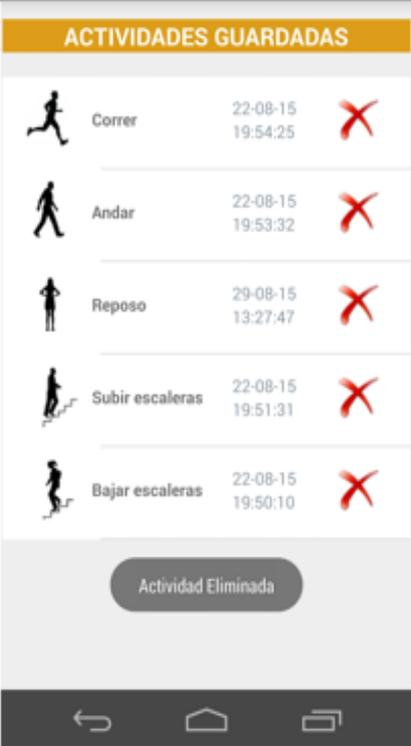 ACTIVIDADES GUARDADAS
Correr
22-08-15
19:54:25
Andar
22-08-15
19:53:32
Reposo
29-08-15
13:27:47
Subir escaleras
22-08-15
19:51:31
Bajar escaleras
22-08-15
19:50:10
Actividad Eliminada